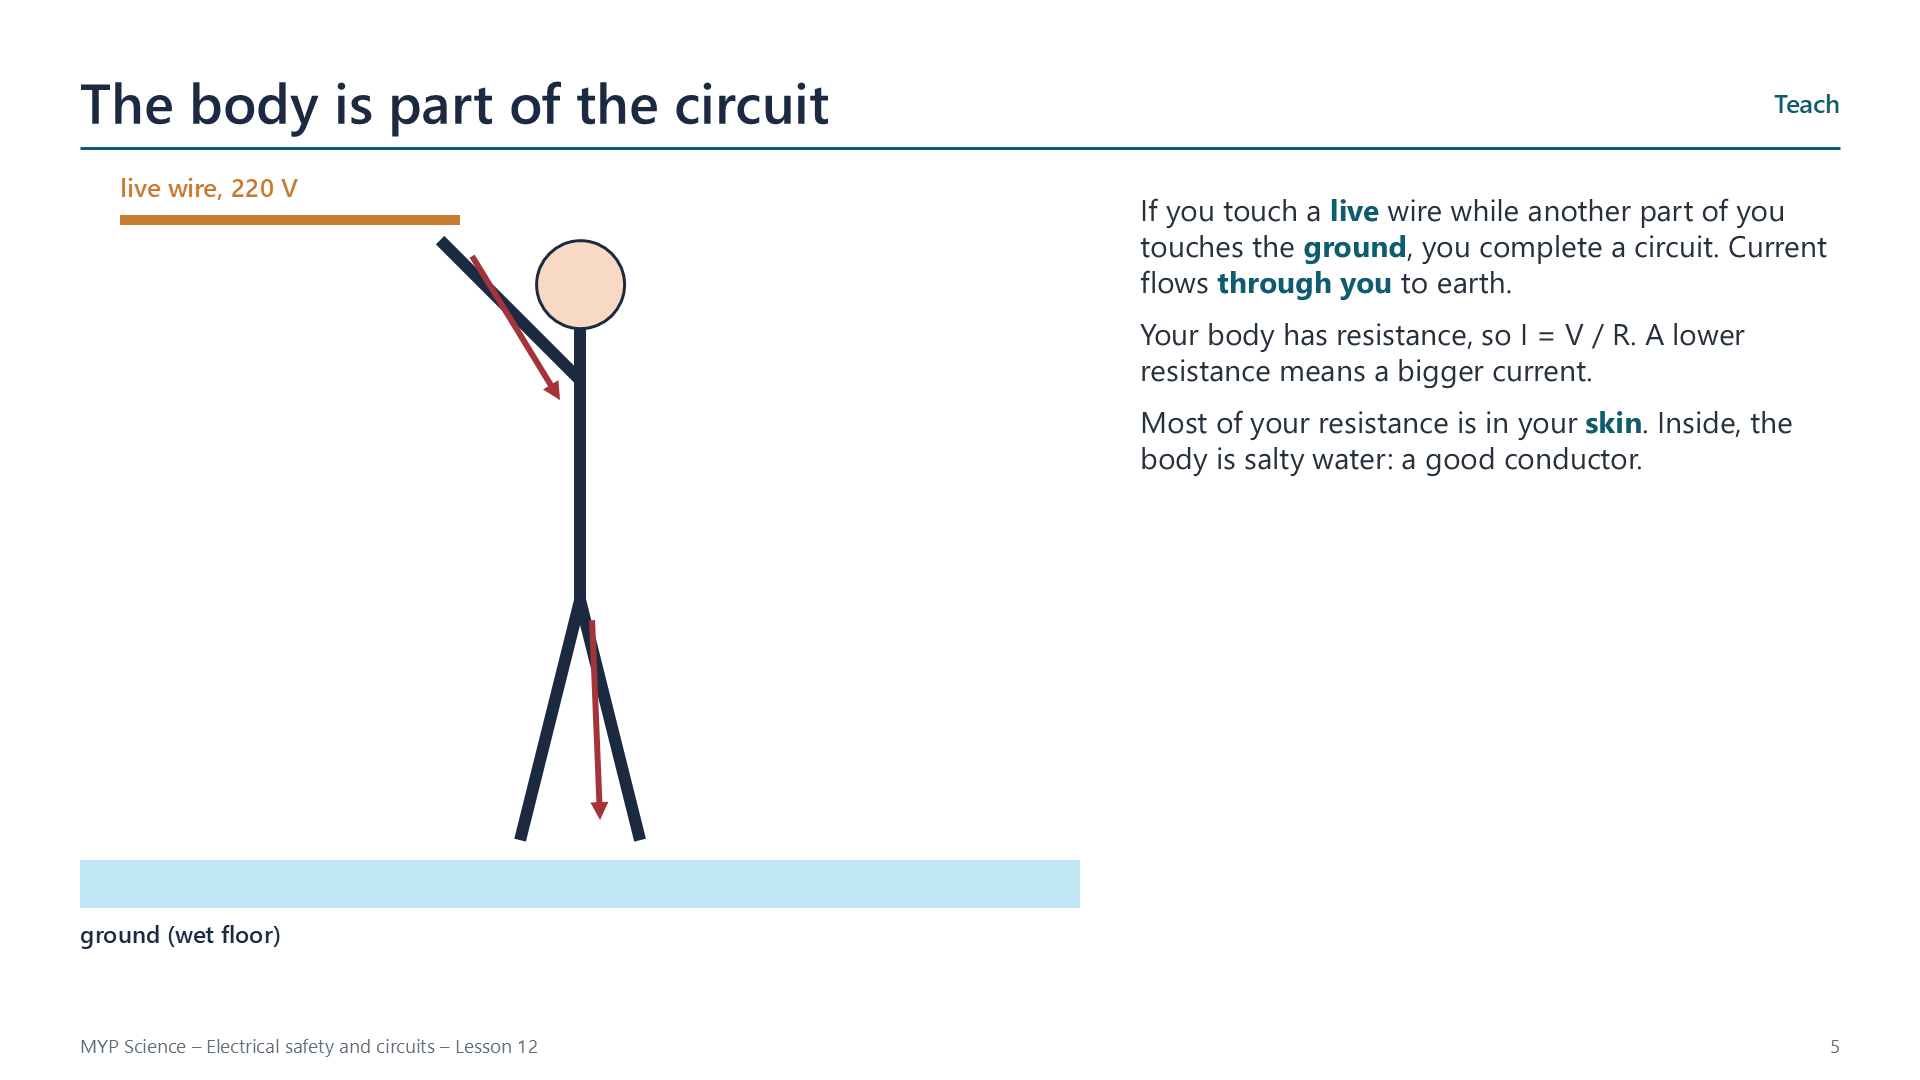 The body is part of the circuit
Teach
live wire, 220 V
If you touch a live wire while another part of you
touches the ground, you complete a circuit. Current
flows through you to earth.
Your body has resistance, so I = V / R. A lower
resistance means a bigger current.
Most of your resistance is in your skin. Inside, the
body is salty water: a good conductor.
ground (wet floor)
MYP Science – Electrical safety and circuits – Lesson 12
5